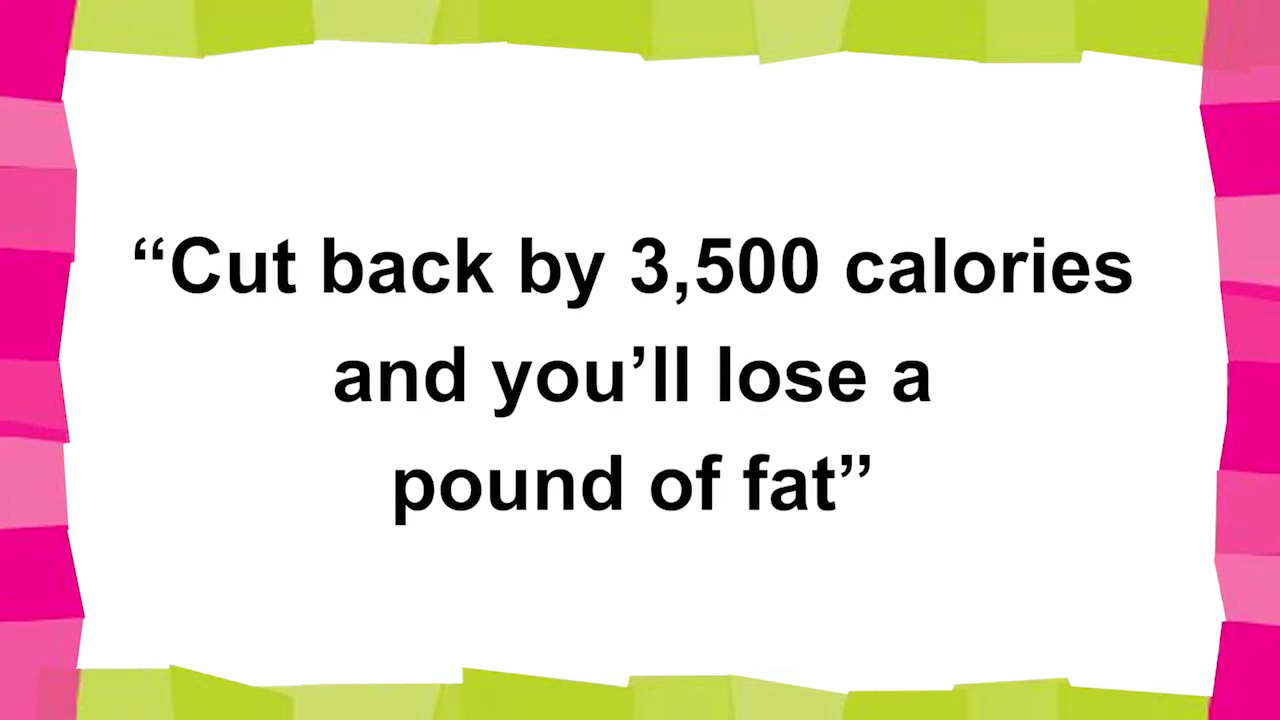 “Cut back by 3,500 calories
and you’ll lose a
pound of fat”